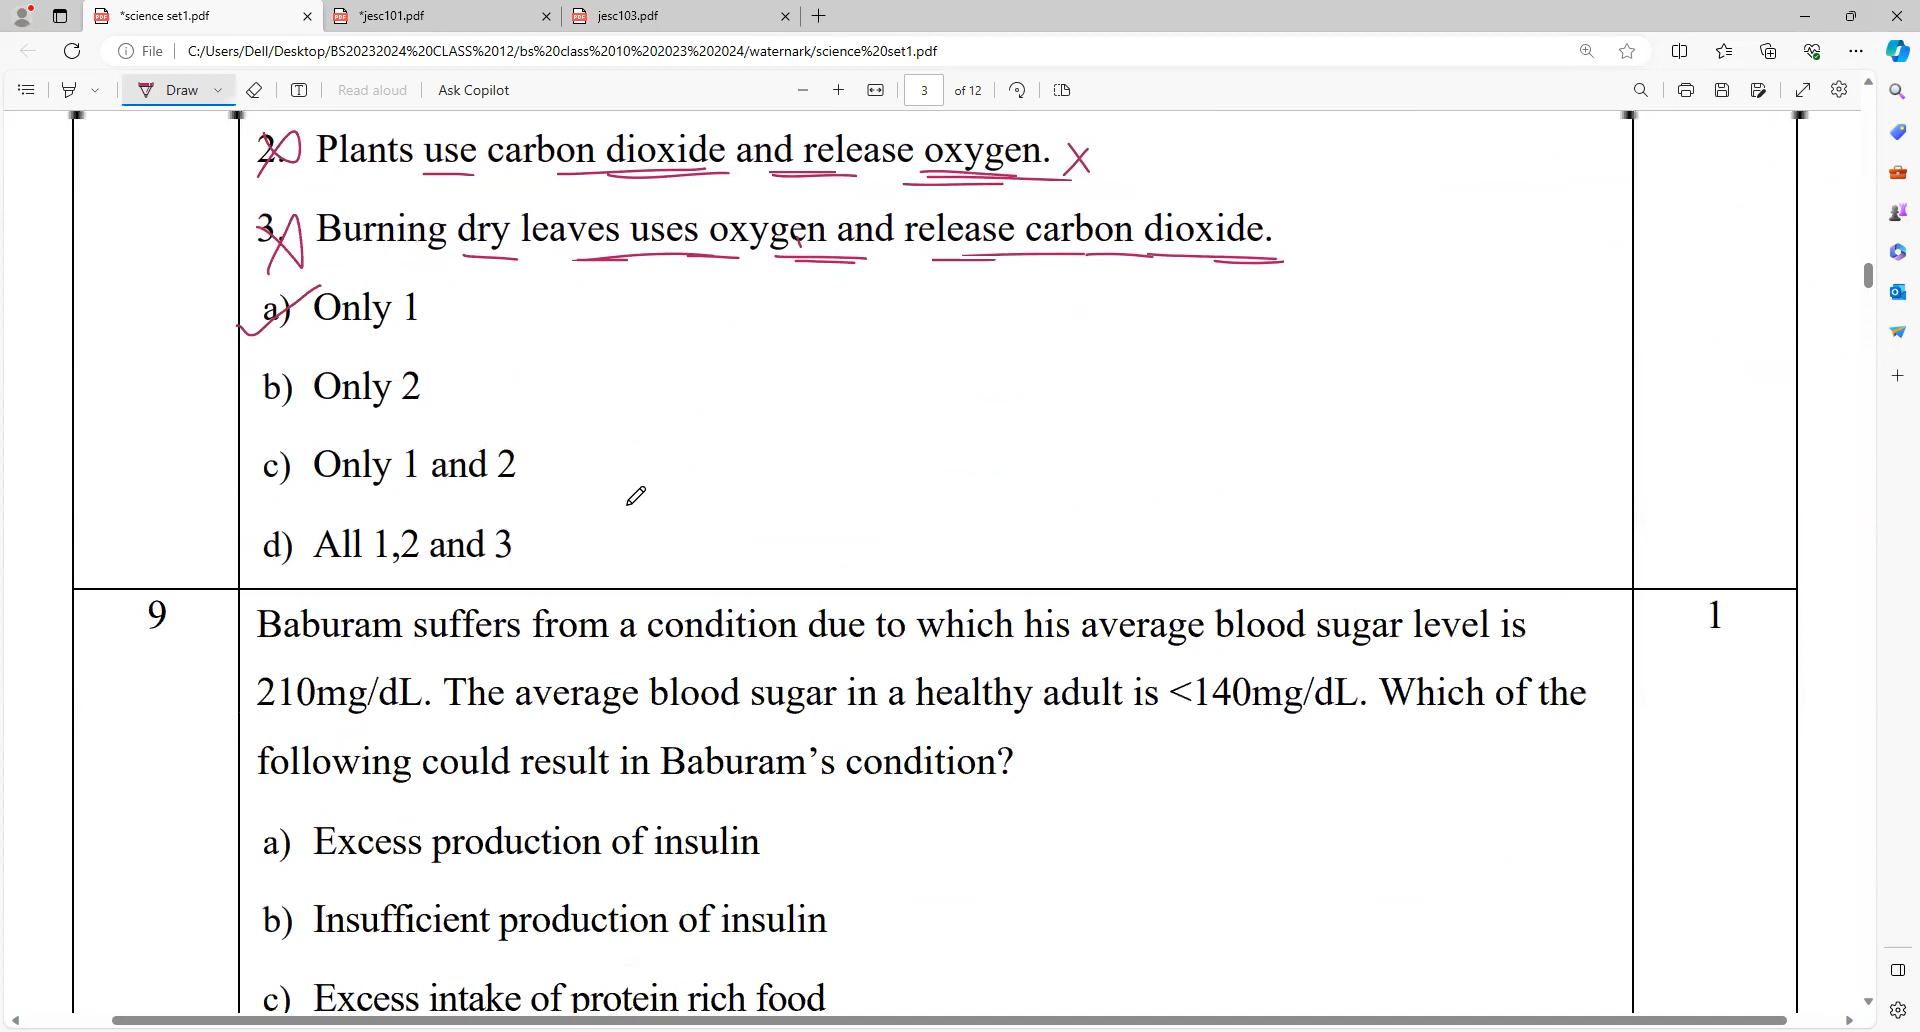 *science set1.pdf
*jesc101.pdf
jesc103.pdf
File
C:/Users/Dell/Desktop/BS20232024%20CLASS%2012/bs%20class%2010%202023%202024/waternark/science%20set1.pdf
Draw
Read aloud
Ask Copilot
3
of 12
2. Plants use carbon dioxide and release oxygen.
3. Burning dry leaves uses oxygen and release carbon dioxide.
a) Only 1
b) Only 2
c) Only 1 and 2
d) All 1,2 and 3
9
Baburam suffers from a condition due to which his average blood sugar level is
1
210mg/dL. The average blood sugar in a healthy adult is <140mg/dL. Which of the
following could result in Baburam’s condition?
a) Excess production of insulin
b) Insufficient production of insulin
c) Excess intake of protein rich food